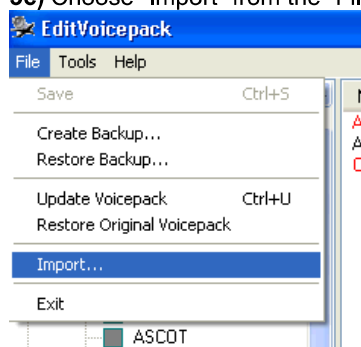 EditVoicepack
File Tools Help
Save Ctrl+S
Create Backup...
Restore Backup...
Update Voicepack Ctrl+U
Restore Original Voicepack
Import...
Exit
ASCOT